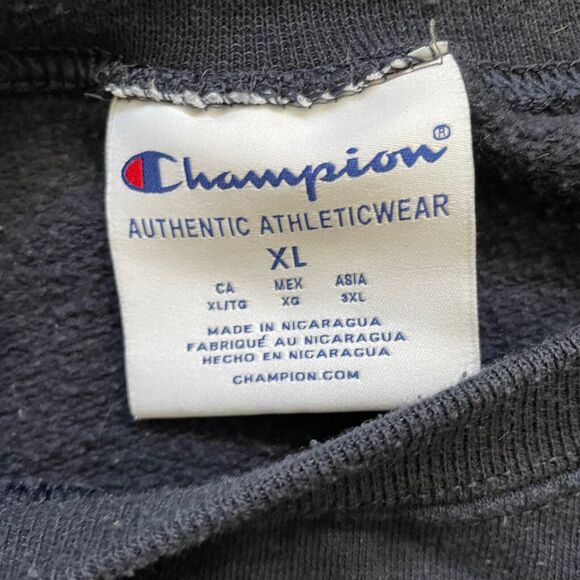 Champion®
AUTHENTIC ATHLETICWEAR
XL
CA MEX ASIA
XL/TG XG 3XL
MADE IN NICARAGUA
FABRIQUÉ AU NICARAGUA
HECHO EN NICARAGUA
CHAMPION.COM